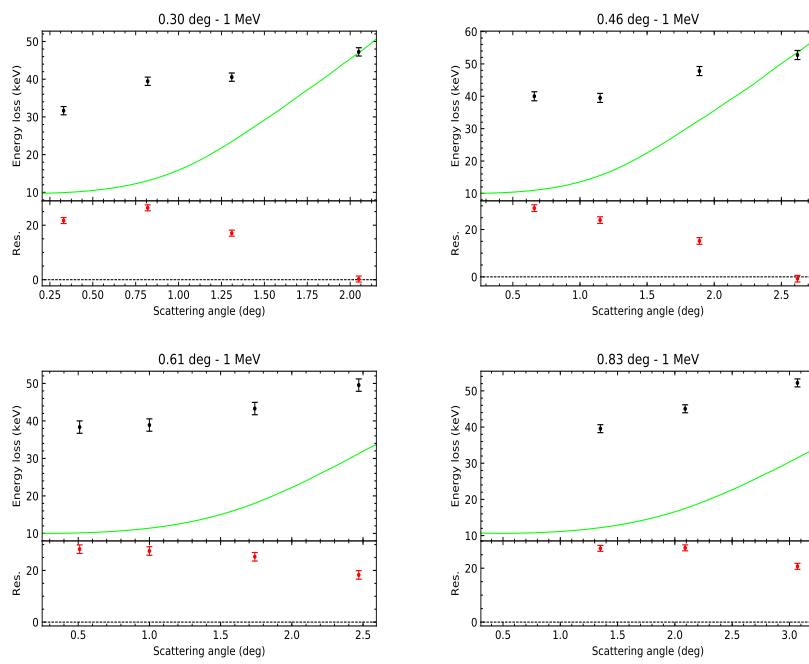 0.30 deg - 1 MeV
Energy loss (keV)
50
40
30
20
10
Res.
20
0
0.25 0.50 0.75 1.00 1.25 1.50 1.75 2.00
Scattering angle (deg)
0.46 deg - 1 MeV
Energy loss (keV)
60
50
40
30
20
10
Res.
20
0
0.5 1.0 1.5 2.0 2.5
Scattering angle (deg)
0.61 deg - 1 MeV
Energy loss (keV)
50
40
30
20
10
Res.
20
0
0.5 1.0 1.5 2.0 2.5
Scattering angle (deg)
0.83 deg - 1 MeV
Energy loss (keV)
50
40
30
20
10
Res.
20
0
0.5 1.0 1.5 2.0 2.5 3.0
Scattering angle (deg)